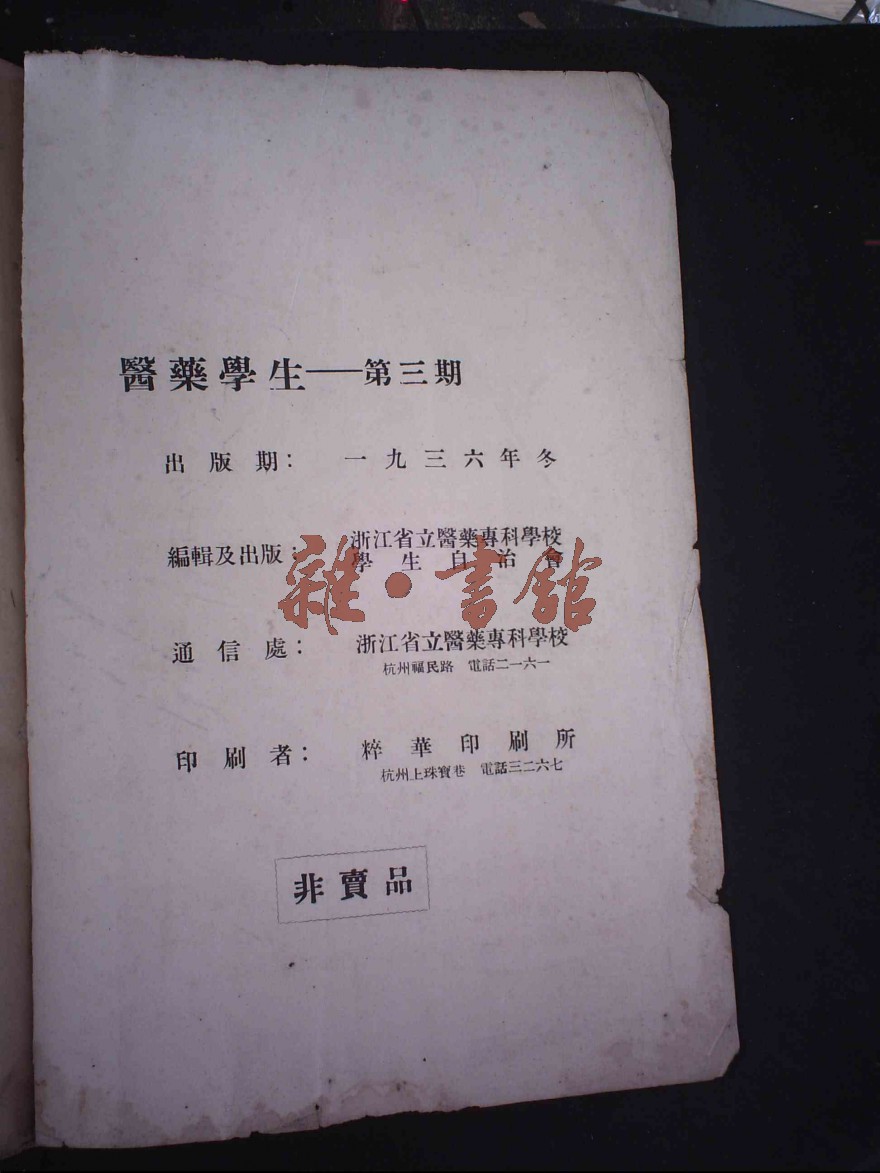 醫藥學生——第三期
出版期：　一九三六年冬
編輯及出版：　浙江省立醫藥專科學校
學生自治會
雜·書館
通信處：　浙江省立醫藥專科學校
杭州福民路　電話二一六一
印刷者：　粹華印刷所
杭州上珠寶巷　電話三二六七
非賣品